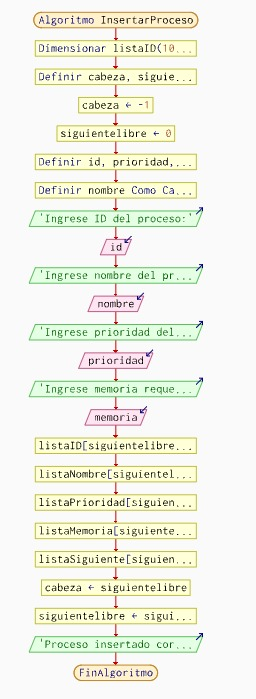 Algoritmo InsertarProceso
Dimensionar listaID(10...
Definir cabeza, siguie...
cabeza ← -1
siguientelibre ← 0
Definir id, prioridad,...
Definir nombre Como Ca...
'Ingrese ID del proceso:'
id
'Ingrese nombre del pr...
nombre
'Ingrese prioridad del...
prioridad
'Ingrese memoria reque...
memoria
listaID[siguientelibre...
listaNombre[siguientel...
listaPrioridad[siguien...
listaMemoria[siguiente...
listaSiguiente[siguien...
cabeza ← siguientelibre
siguientelibre ← sigui...
'Proceso insertado cor...
FinAlgoritmo